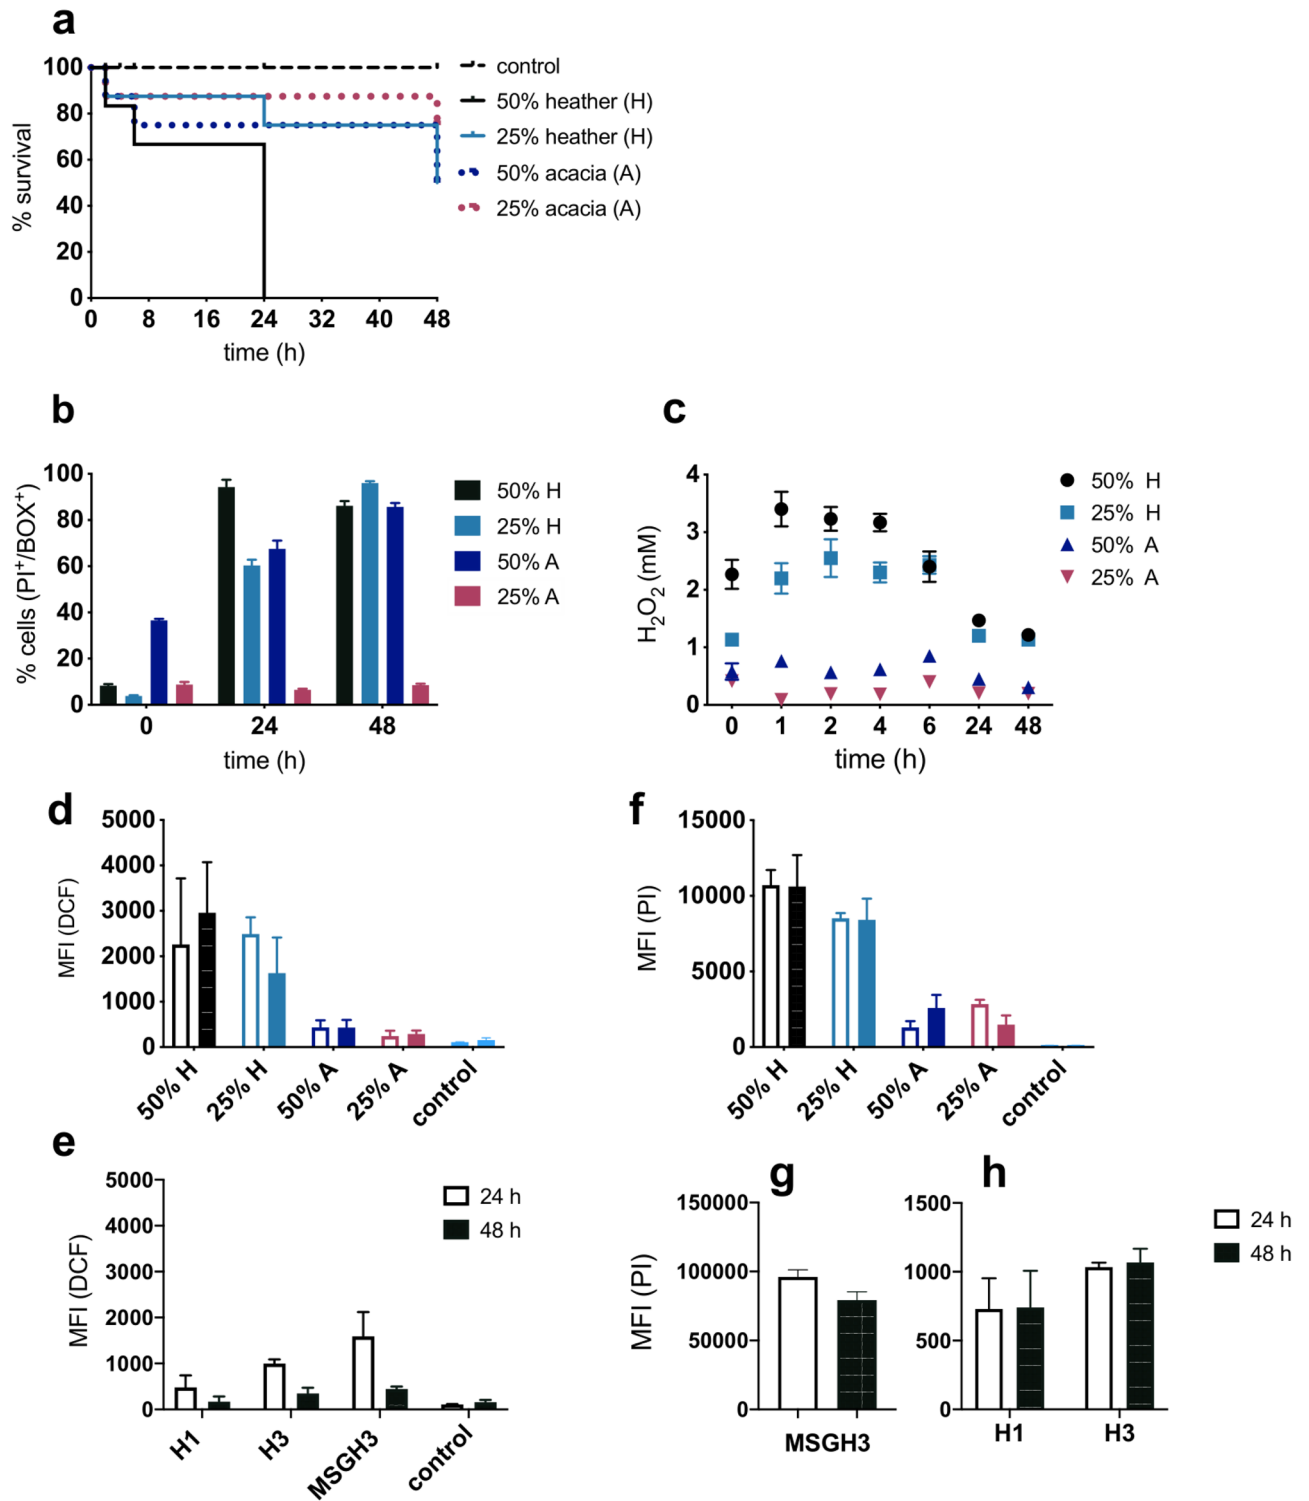 a
100
80
60
40
20
0
% survival
0 8 16 24 32 40 48
time (h)
control
50% heather (H)
25% heather (H)
50% acacia (A)
25% acacia (A)
b
100
80
60
40
20
0
% cells (PI⁺/BOX⁺)
0 24 48
time (h)
50% H
25% H
50% A
25% A
c
4
3
2
1
0
H₂O₂ (mM)
0 1 2 4 6 24 48
time (h)
50% H
25% H
50% A
25% A
d
5000
4000
3000
2000
1000
0
MFI (DCF)
50% H 25% H 50% A 25% A control
f
15000
10000
5000
0
MFI (PI)
50% H 25% H 50% A 25% A control
e
5000
4000
3000
2000
1000
0
MFI (DCF)
H1 H3 MSGH3 control
24 h
48 h
g
150000
100000
50000
0
MFI (PI)
MSGH3
h
1500
1000
500
0
H1 H3
24 h
48 h